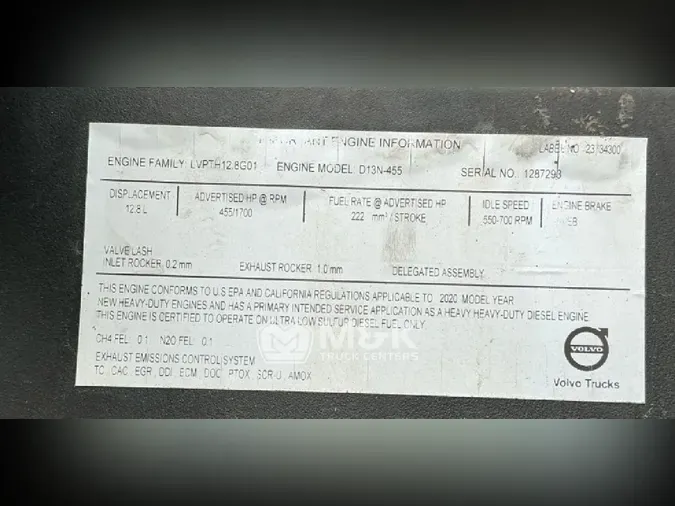 ENGINE INFORMATION
LABEL NO. 23734300
ENGINE FAMILY LVPTH12.8G01 ENGINE MODEL D13N-455 SERIAL NO. 1287293
DISPLACEMENT ADVERTISED HP @ RPM FUEL RATE @ ADVERTISED HP IDLE SPEED ENGINE BRAKE
12.8 L 455/1700 222 mm³/STROKE 550-700 RPM
VALVE LASH
INLET ROCKER 0.2 mm EXHAUST ROCKER 1.0 mm DELEGATED ASSEMBLY
THIS ENGINE CONFORMS TO U.S EPA AND CALIFORNIA REGULATIONS APPLICABLE TO 2020 MODEL YEAR
NEW HEAVY-DUTY ENGINES AND HAS A PRIMARY INTENDED SERVICE APPLICATION AS A HEAVY HEAVY-DUTY DIESEL ENGINE
THIS ENGINE IS CERTIFIED TO OPERATE ON ULTRA LOW SULFUR DIESEL FUEL ONLY
CH4 FEL 0.1 N2O FEL 0.1
EXHAUST EMISSIONS CONTROL SYSTEM
TC, CAC, EGR, DDI, ECM, DOC, PTOX, SCR-U, AMOX
M&K
TRUCK CENTERS
VOLVO
Volvo Trucks